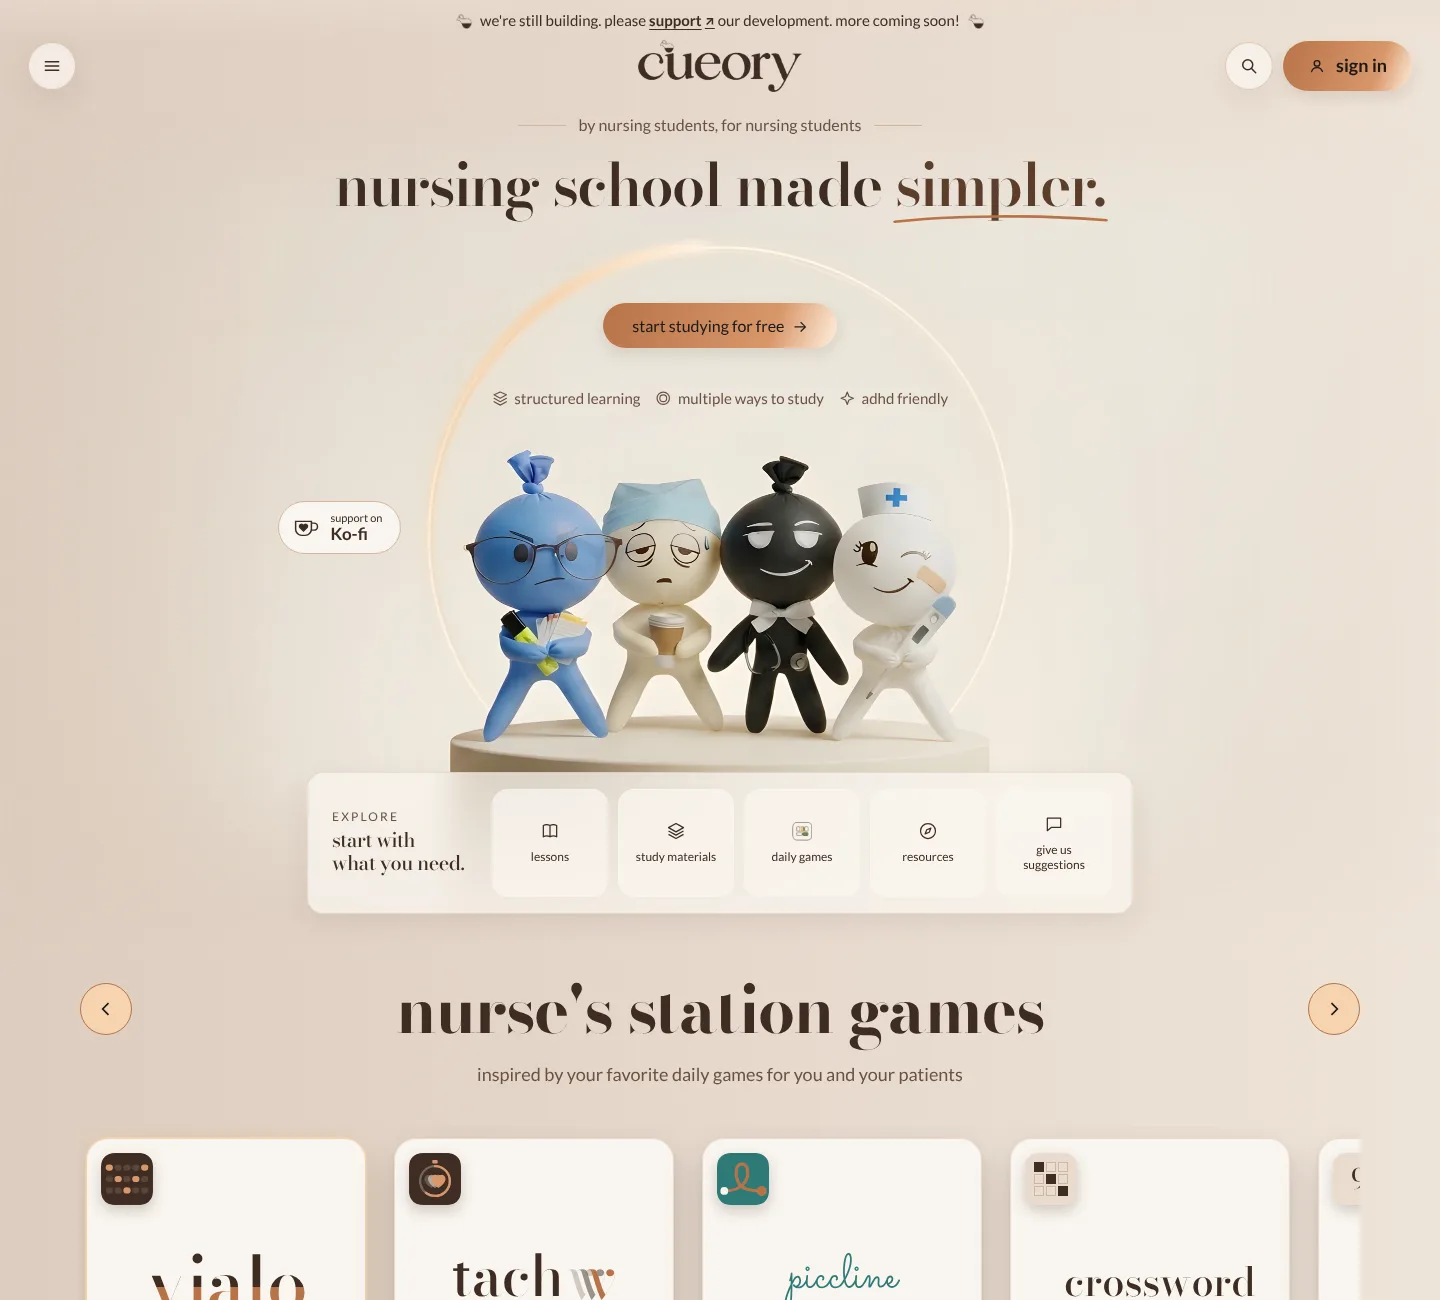 we're still building. please support ↗ our development. more coming soon!
cueory
sign in
by nursing students, for nursing students
nursing school made simpler.
start studying for free →
structured learning
multiple ways to study
adhd friendly
support on
Ko-fi
EXPLORE
start with
what you need.
lessons
study materials
daily games
resources
give us
suggestions
nurse's station games
inspired by your favorite daily games for you and your patients
vialo
tach
piccline
crossword